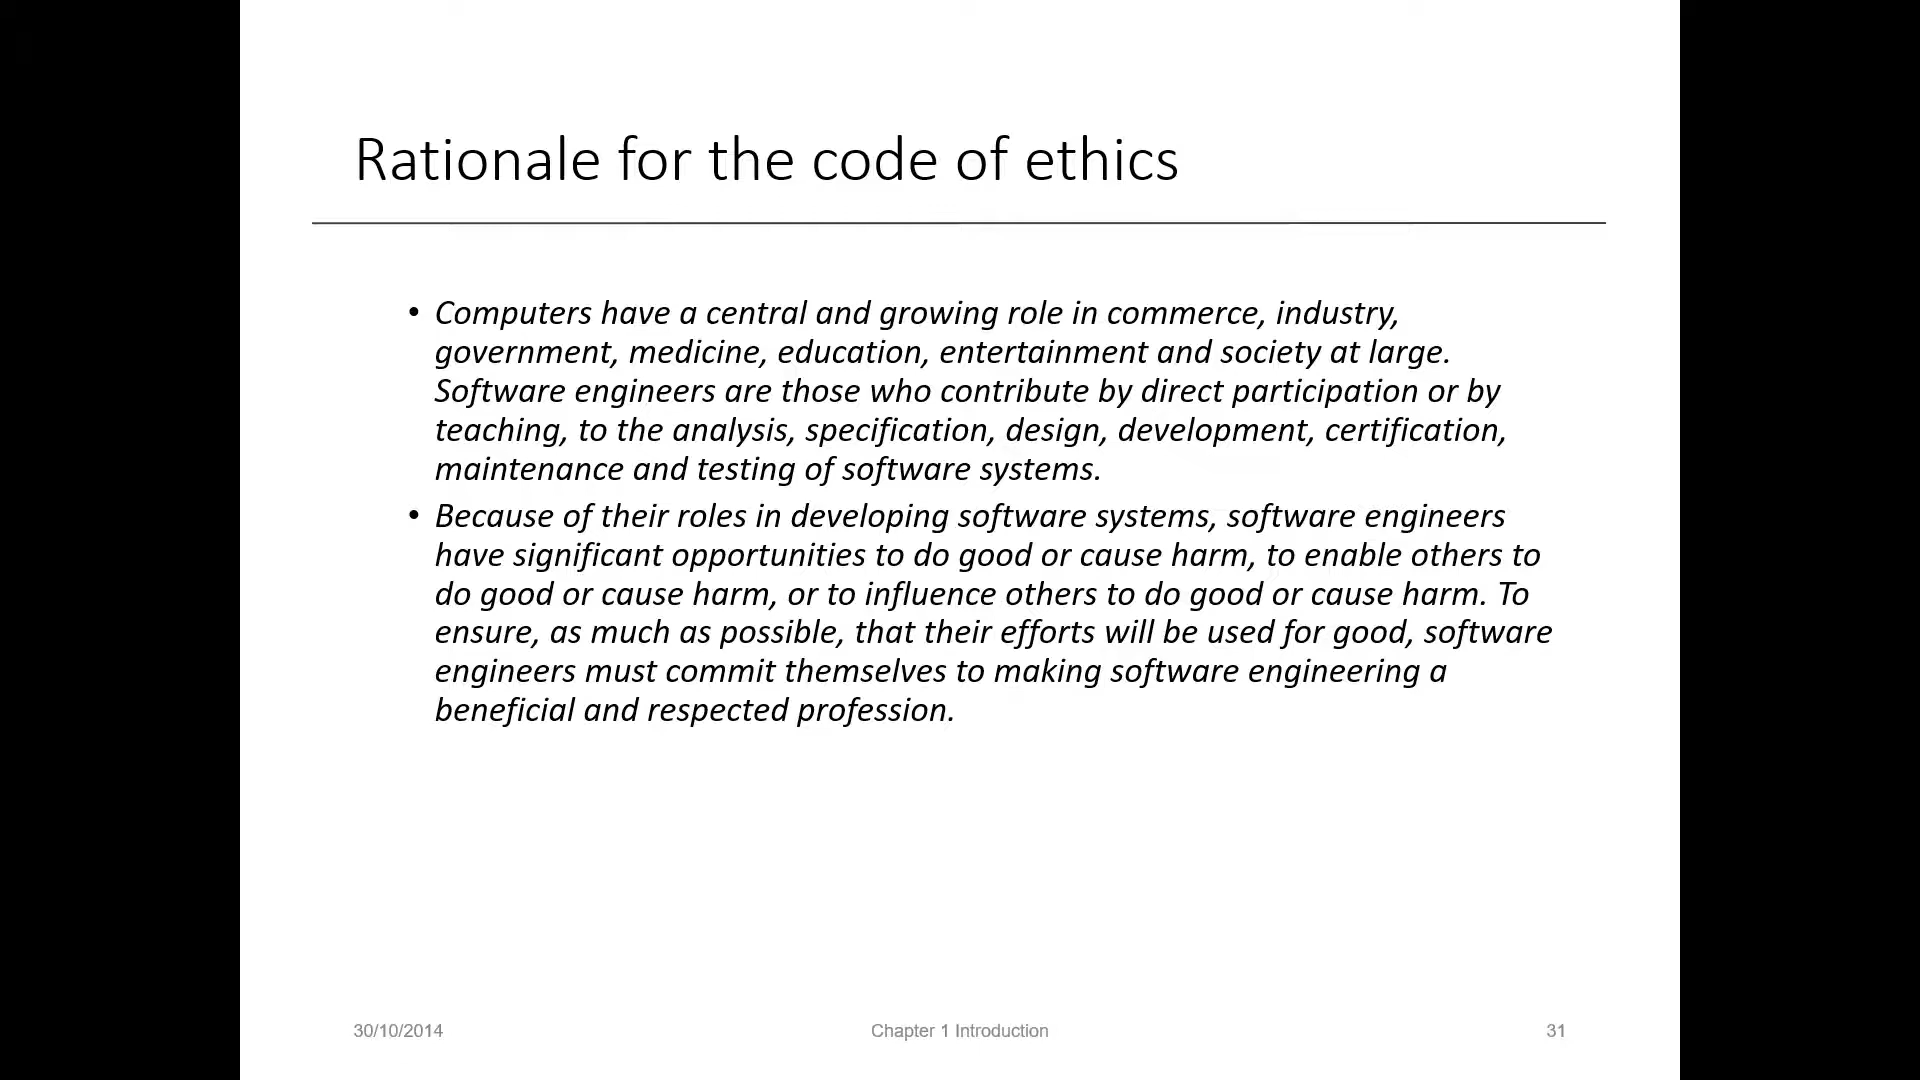 Rationale for the code of ethics
• Computers have a central and growing role in commerce, industry,
government, medicine, education, entertainment and society at large.
Software engineers are those who contribute by direct participation or by
teaching, to the analysis, specification, design, development, certification,
maintenance and testing of software systems.
• Because of their roles in developing software systems, software engineers
have significant opportunities to do good or cause harm, to enable others to
do good or cause harm, or to influence others to do good or cause harm. To
ensure, as much as possible, that their efforts will be used for good, software
engineers must commit themselves to making software engineering a
beneficial and respected profession.
30/10/2014
Chapter 1 Introduction
31